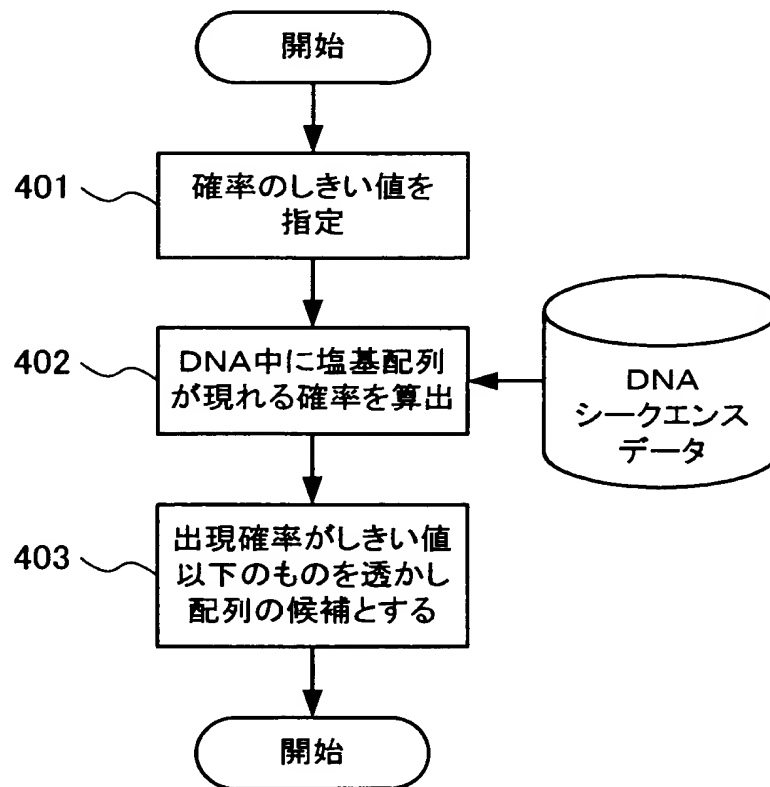 開始
401
確率のしきい値を
指定
402
DNA中に塩基配列
が現れる確率を算出
DNA
シークエンス
データ
403
出現確率がしきい値
以下のものを透かし
配列の候補とする
開始